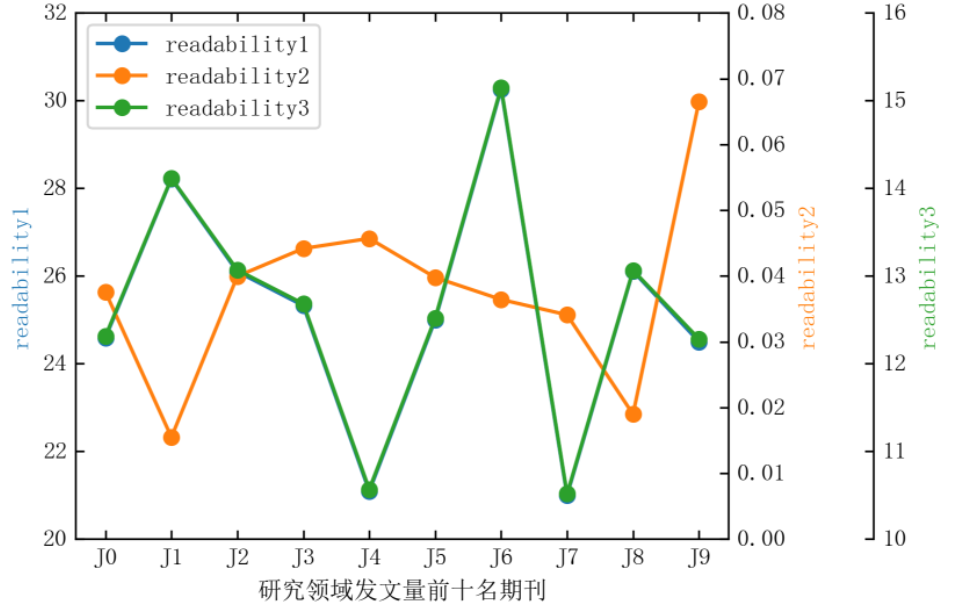 32
30
28
26
24
22
20
readability1
readability1
readability2
readability3
0.08
0.07
0.06
0.05
0.04
0.03
0.02
0.01
0.00
readability2
16
15
14
13
12
11
10
readability3
J0 J1 J2 J3 J4 J5 J6 J7 J8 J9
研究领域发文量前十名期刊